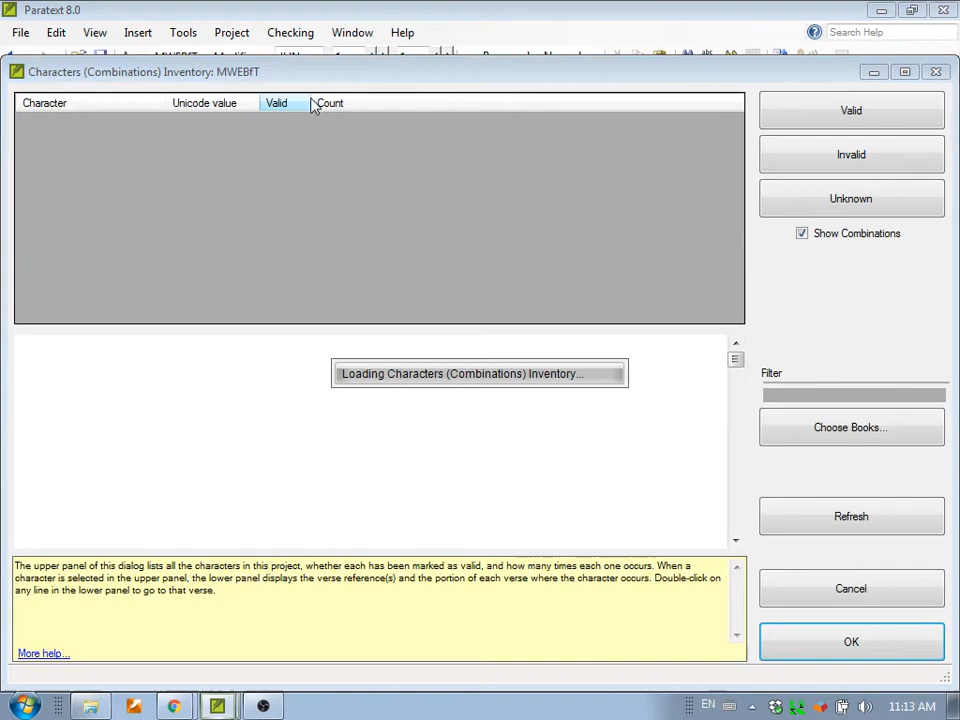 Paratext 8.0
File Edit View Insert Tools Project Checking Window Help Search Help
Characters (Combinations) Inventory: MWEBfT
Character Unicode value Valid Count
Valid
Invalid
Unknown
Show Combinations
Loading Characters (Combinations) Inventory...
Filter
Choose Books...
Refresh
The upper panel of this dialog lists all the characters in this project, whether each has been marked as valid, and how many times each one occurs. When a
character is selected in the upper panel, the lower panel displays the verse reference(s) and the portion of each verse where the character occurs. Double-click on
any line in the lower panel to go to that verse.
More help...
Cancel
OK
EN 11:13 AM